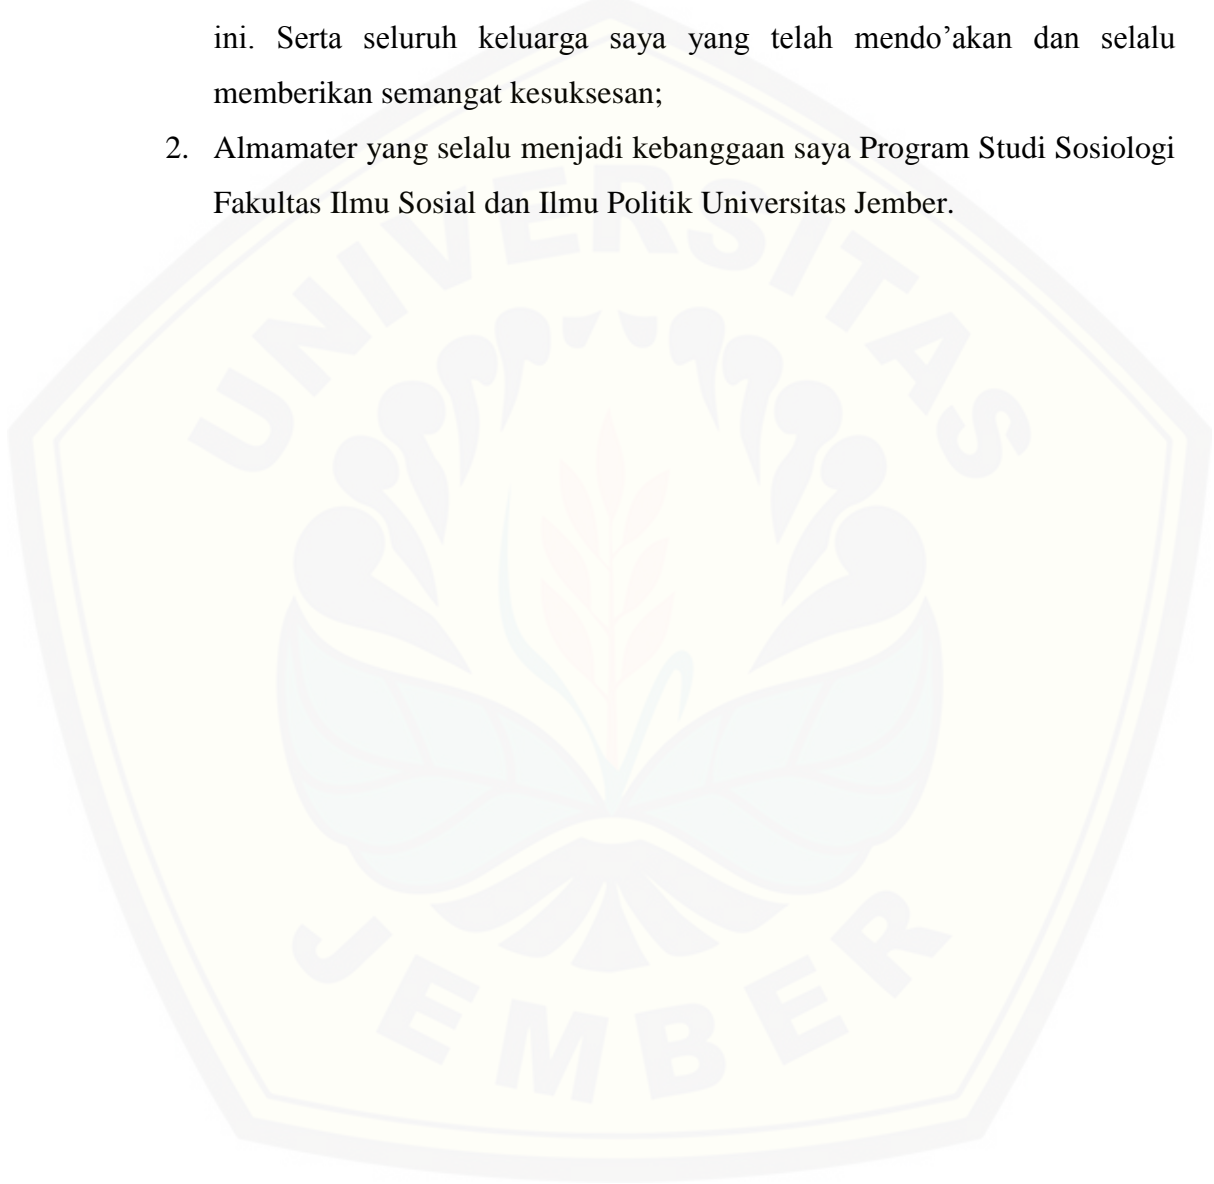 ini. Serta seluruh keluarga saya yang telah mendo’akan dan selalu
memberikan semangat kesuksesan;
2. Almamater yang selalu menjadi kebanggaan saya Program Studi Sosiologi
Fakultas Ilmu Sosial dan Ilmu Politik Universitas Jember.
UNIVERSITAS
JEMBER